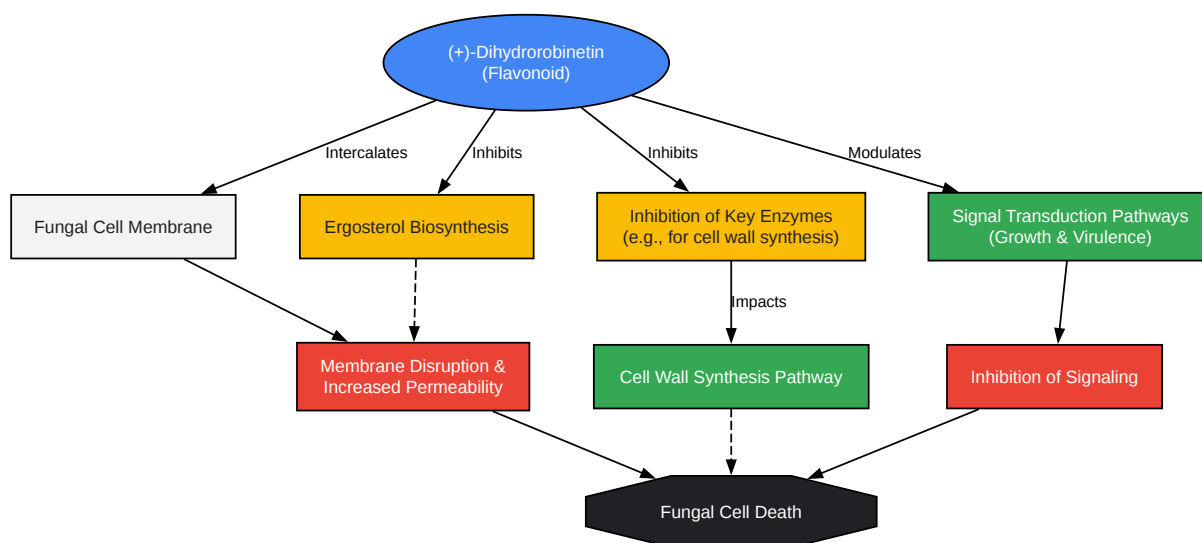 (+)-Dihydrorobinetin
(Flavonoid)
Intercalates
Inhibits
Inhibits
Modulates
Fungal Cell Membrane
Ergosterol Biosynthesis
Inhibition of Key Enzymes
(e.g., for cell wall synthesis)
Signal Transduction Pathways
(Growth & Virulence)
Impacts
Membrane Disruption &
Increased Permeability
Cell Wall Synthesis Pathway
Inhibition of Signaling
Fungal Cell Death